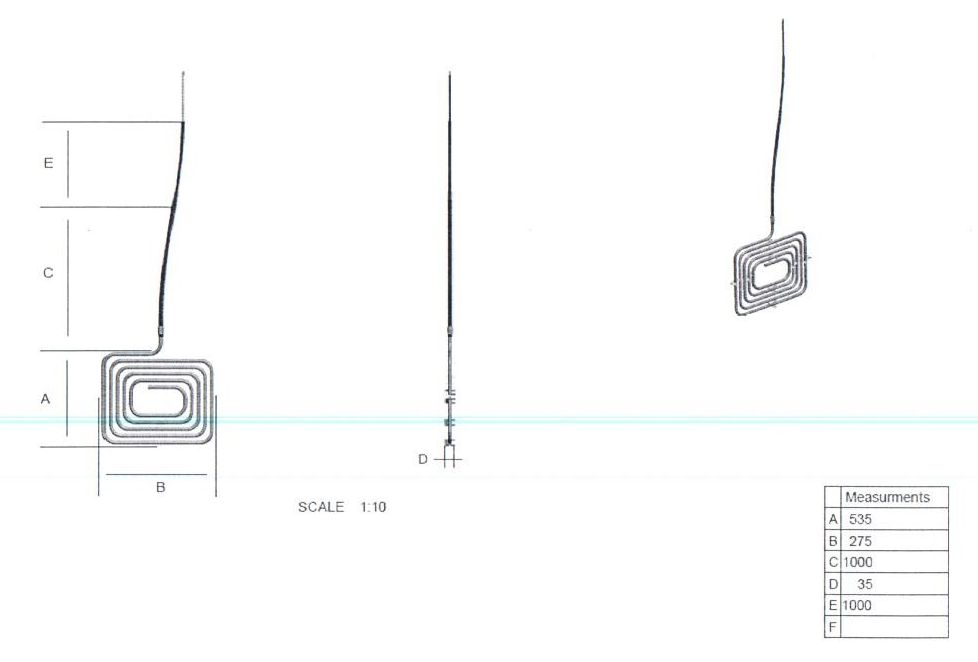 E
C
A
B
D
SCALE 1:10
Measurments
A 535
B 275
C 1000
D 35
E 1000
F